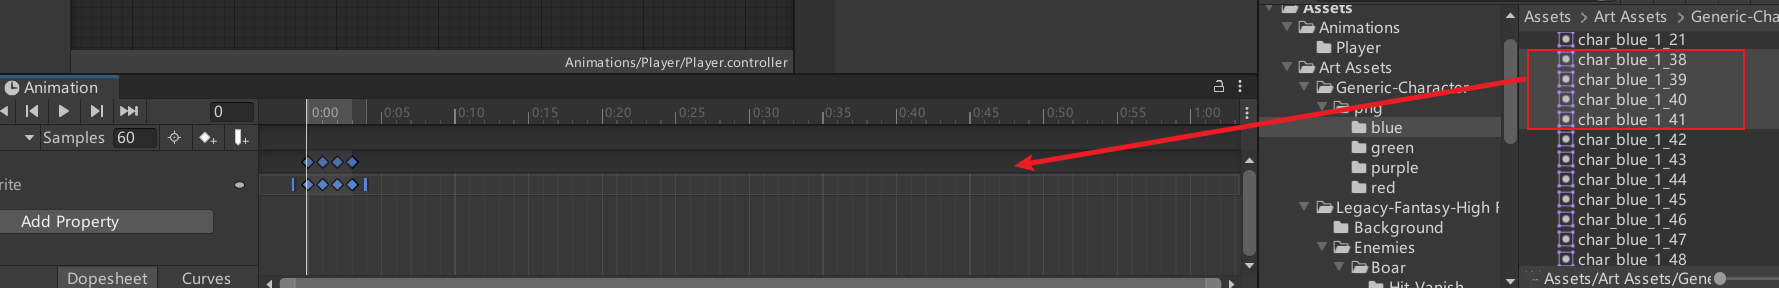 Animations/Player/Player.controller
Animation
0
0:00 0:05 0:10 0:15 0:20 0:25 0:30 0:35 0:40 0:45 0:50 0:55 1:00
Samples 60
rite
Add Property
Dopesheet Curves
Assets
Animations
Player
Art Assets
Generic-Character
png
blue
green
purple
red
Legacy-Fantasy-High F
Background
Enemies
Boar
Hit-Vanish
Assets > Art Assets > Generic-Cha
char_blue_1_21
char_blue_1_38
char_blue_1_39
char_blue_1_40
char_blue_1_41
char_blue_1_42
char_blue_1_43
char_blue_1_44
char_blue_1_45
char_blue_1_46
char_blue_1_47
char_blue_1_48
Assets/Art Assets/Gene